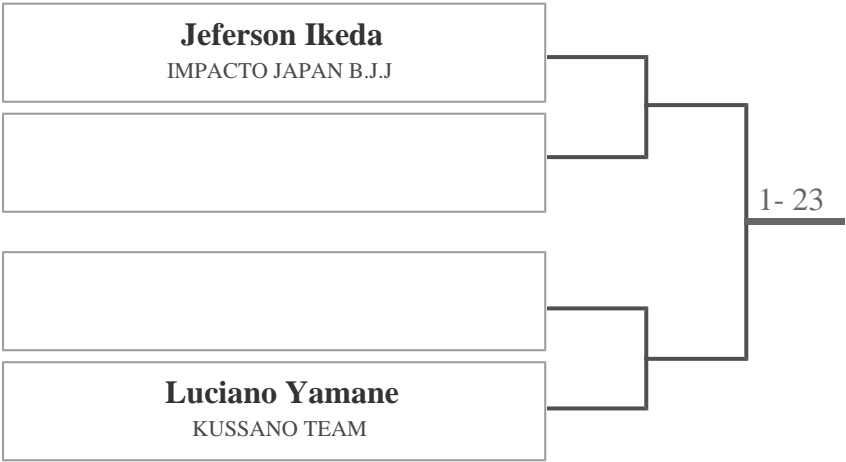 Jeferson Ikeda
IMPACTO JAPAN B.J.J
1- 23
Luciano Yamane
KUSSANO TEAM